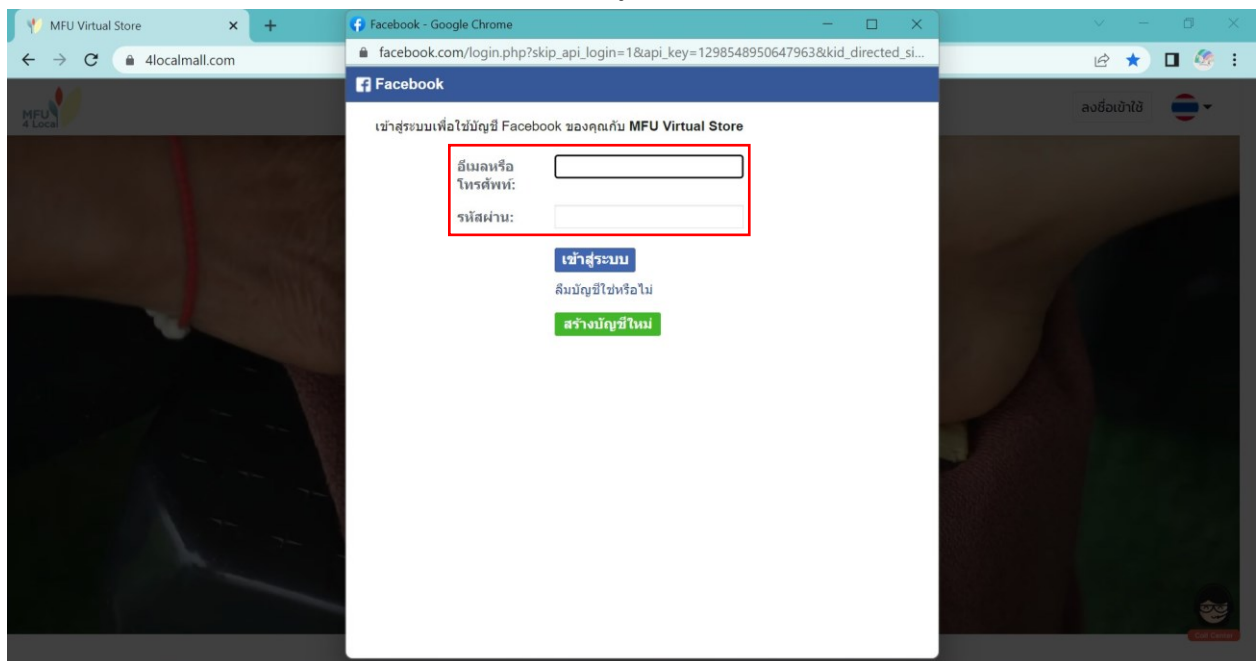 MFU Virtual Store
Facebook - Google Chrome
4localmall.com
facebook.com/login.php?skip_api_login=1&api_key=1298548950647963&kid_directed_si...
Facebook
MFU
4 Local
ลงชื่อเข้าใช้
เข้าสู่ระบบเพื่อใช้บัญชี Facebook ของคุณกับ MFU Virtual Store
อีเมลหรือ
โทรศัพท์:
รหัสผ่าน:
เข้าสู่ระบบ
ลืมบัญชีใช่หรือไม่
สร้างบัญชีใหม่
Call Center